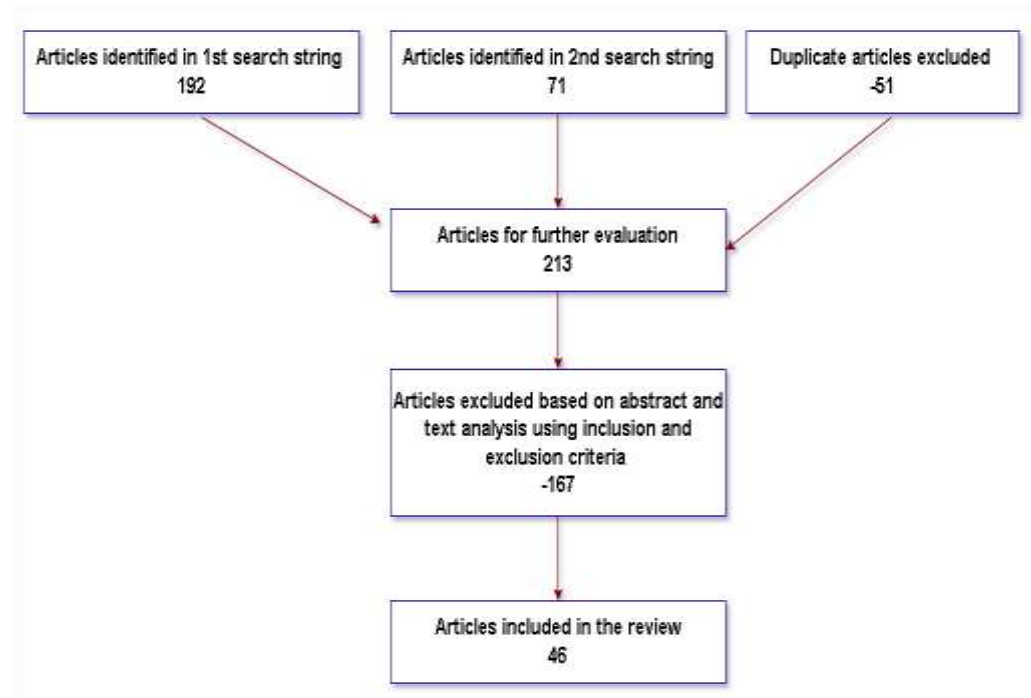 Articles identified in 1st search string
192
Articles identified in 2nd search string
71
Duplicate articles excluded
-51
Articles for further evaluation
213
Articles excluded based on abstract and
text analysis using inclusion and
exclusion criteria
-167
Articles included in the review
46